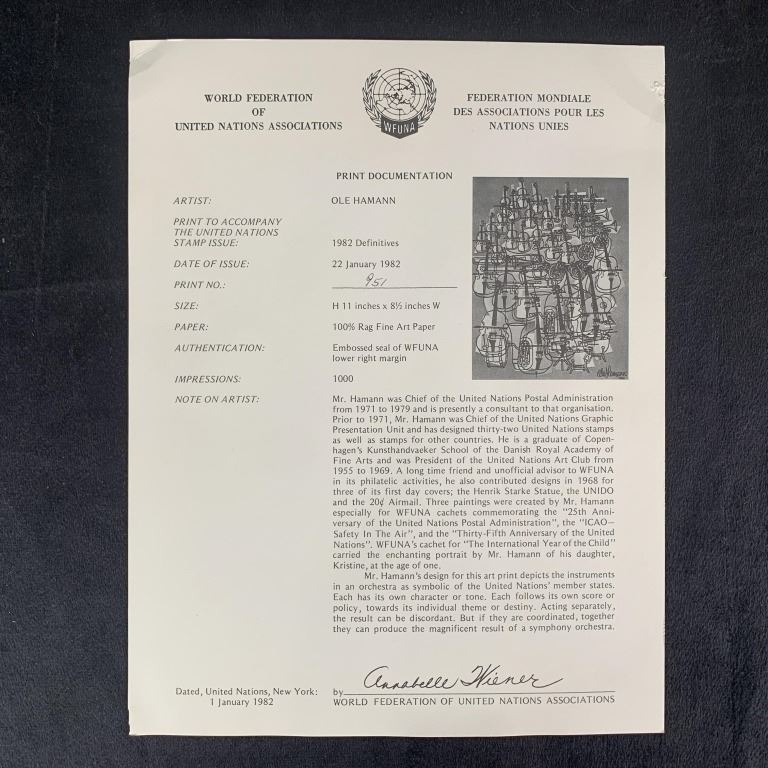 WORLD FEDERATION
OF
UNITED NATIONS ASSOCIATIONS
WFUNA
FEDERATION MONDIALE
DES ASSOCIATIONS POUR LES
NATIONS UNIES
PRINT DOCUMENTATION
ARTIST: OLE HAMANN
PRINT TO ACCOMPANY
THE UNITED NATIONS
STAMP ISSUE: 1982 Definitives
DATE OF ISSUE: 22 January 1982
PRINT NO.: 951
SIZE: H 11 inches x 8½ inches W
PAPER: 100% Rag Fine Art Paper
AUTHENTICATION: Embossed seal of WFUNA
lower right margin
IMPRESSIONS: 1000
Ole Hamann
NOTE ON ARTIST: Mr. Hamann was Chief of the United Nations Postal Administration
from 1971 to 1979 and is presently a consultant to that organisation.
Prior to 1971, Mr. Hamann was Chief of the United Nations Graphic
Presentation Unit and has designed thirty-two United Nations stamps
as well as stamps for other countries. He is a graduate of Copen-
hagen's Kunsthandvaeker School of the Danish Royal Academy of
Fine Arts and was President of the United Nations Art Club from
1955 to 1969. A long time friend and unofficial advisor to WFUNA
in its philatelic activities, he also contributed designs in 1968 for
three of its first day covers; the Henrik Starke Statue, the UNIDO
and the 20¢ Airmail. Three paintings were created by Mr. Hamann
especially for WFUNA cachets commemorating the "25th Anni-
versary of the United Nations Postal Administration", the "ICAO—
Safety In The Air", and the "Thirty-Fifth Anniversary of the United
Nations". WFUNA's cachet for "The International Year of the Child"
carried the enchanting portrait by Mr. Hamann of his daughter,
Kristine, at the age of one.
Mr. Hamann's design for this art print depicts the instruments
in an orchestra as symbolic of the United Nations' member states.
Each has its own character or tone. Each follows its own score or
policy, towards its individual theme or destiny. Acting separately,
the result can be discordant. But if they are coordinated, together
they can produce the magnificent result of a symphony orchestra.
Dated, United Nations, New York:
1 January 1982
by Annabelle Wiener
WORLD FEDERATION OF UNITED NATIONS ASSOCIATIONS